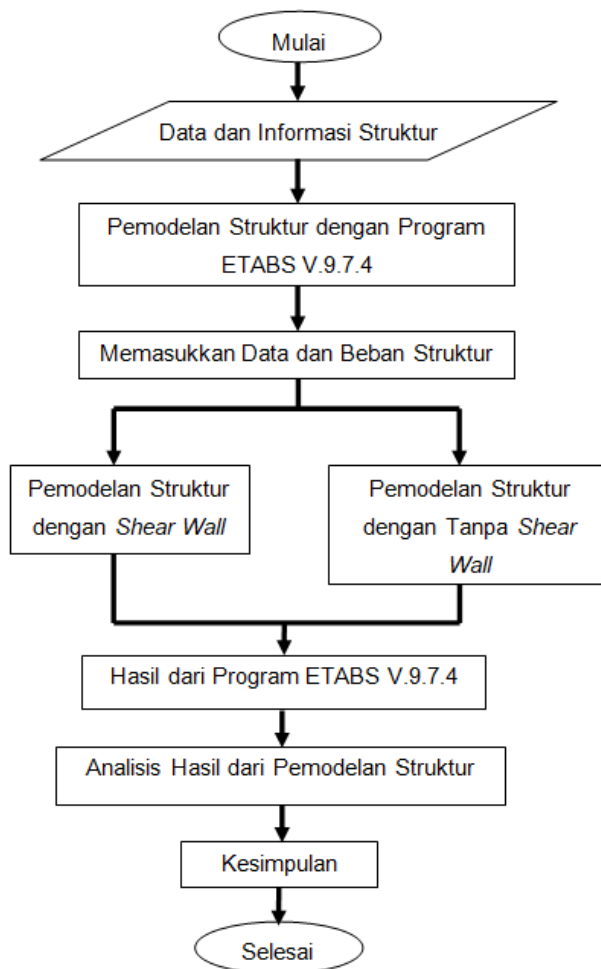 Mulai
Data dan Informasi Struktur
Pemodelan Struktur dengan Program
ETABS V.9.7.4
Memasukkan Data dan Beban Struktur
Pemodelan Struktur
dengan Shear Wall
Pemodelan Struktur
dengan Tanpa Shear
Wall
Hasil dari Program ETABS V.9.7.4
Analisis Hasil dari Pemodelan Struktur
Kesimpulan
Selesai